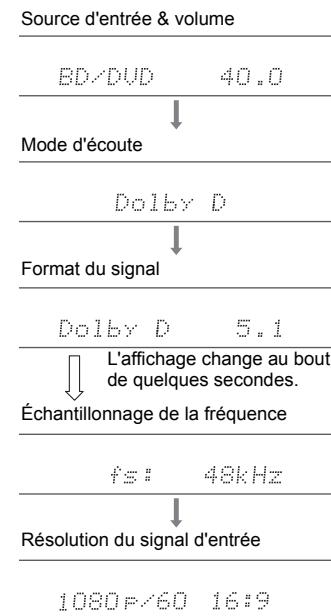 Source d'entrée & volume
BD/DVD 40.0
Mode d'écoute
Dolby D
Format du signal
Dolby D 5.1
L'affichage change au bout
de quelques secondes.
Échantillonnage de la fréquence
fs: 48kHz
Résolution du signal d'entrée
1080p/60 16:9